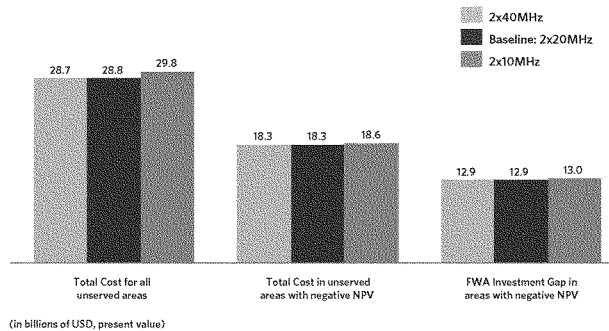 2x40MHz
Baseline: 2x20MHz
2x10MHz
28.7 28.8 29.8
18.3 18.3 18.6
12.9 12.9 13.0
Total Cost for all
unserved areas
Total Cost in unserved
areas with negative NPV
FWA Investment Gap in
areas with negative NPV
(in billions of USD, present value)